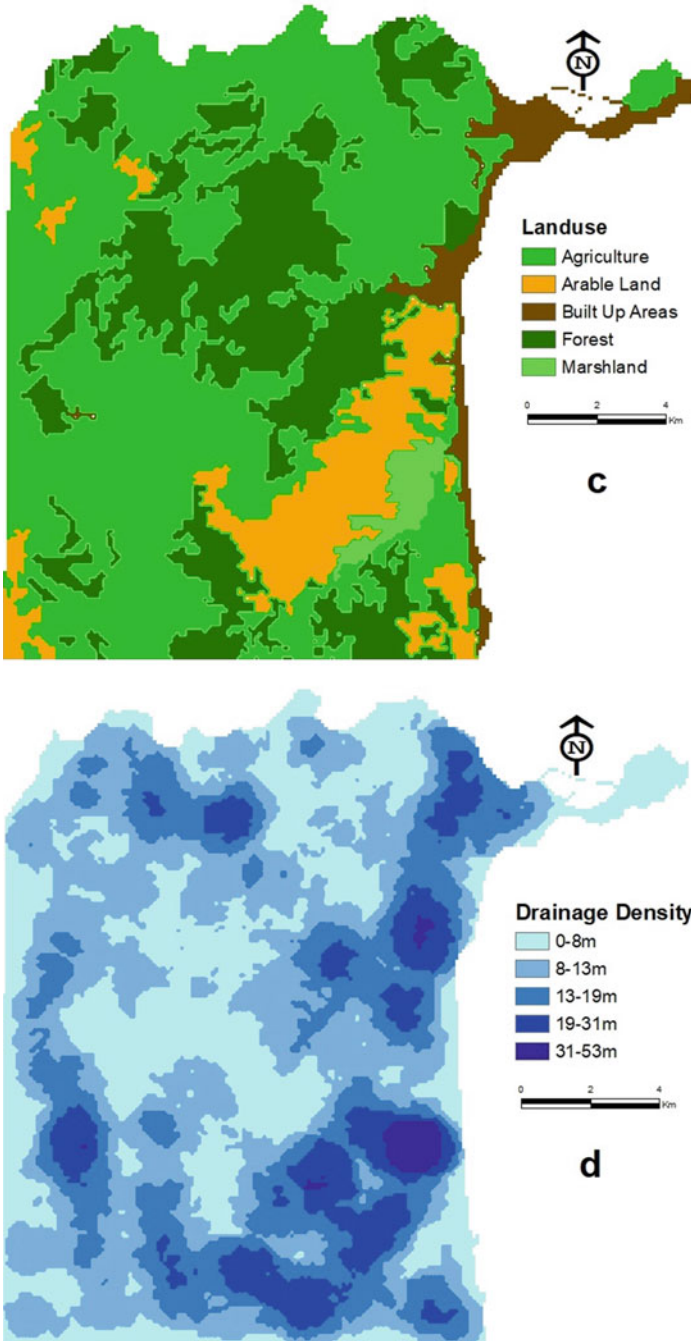 N
Landuse
Agriculture
Arable Land
Built Up Areas
Forest
Marshland
0 2 4
Km
c
N
Drainage Density
0-8m
8-13m
13-19m
19-31m
31-53m
0 2 4
Km
d